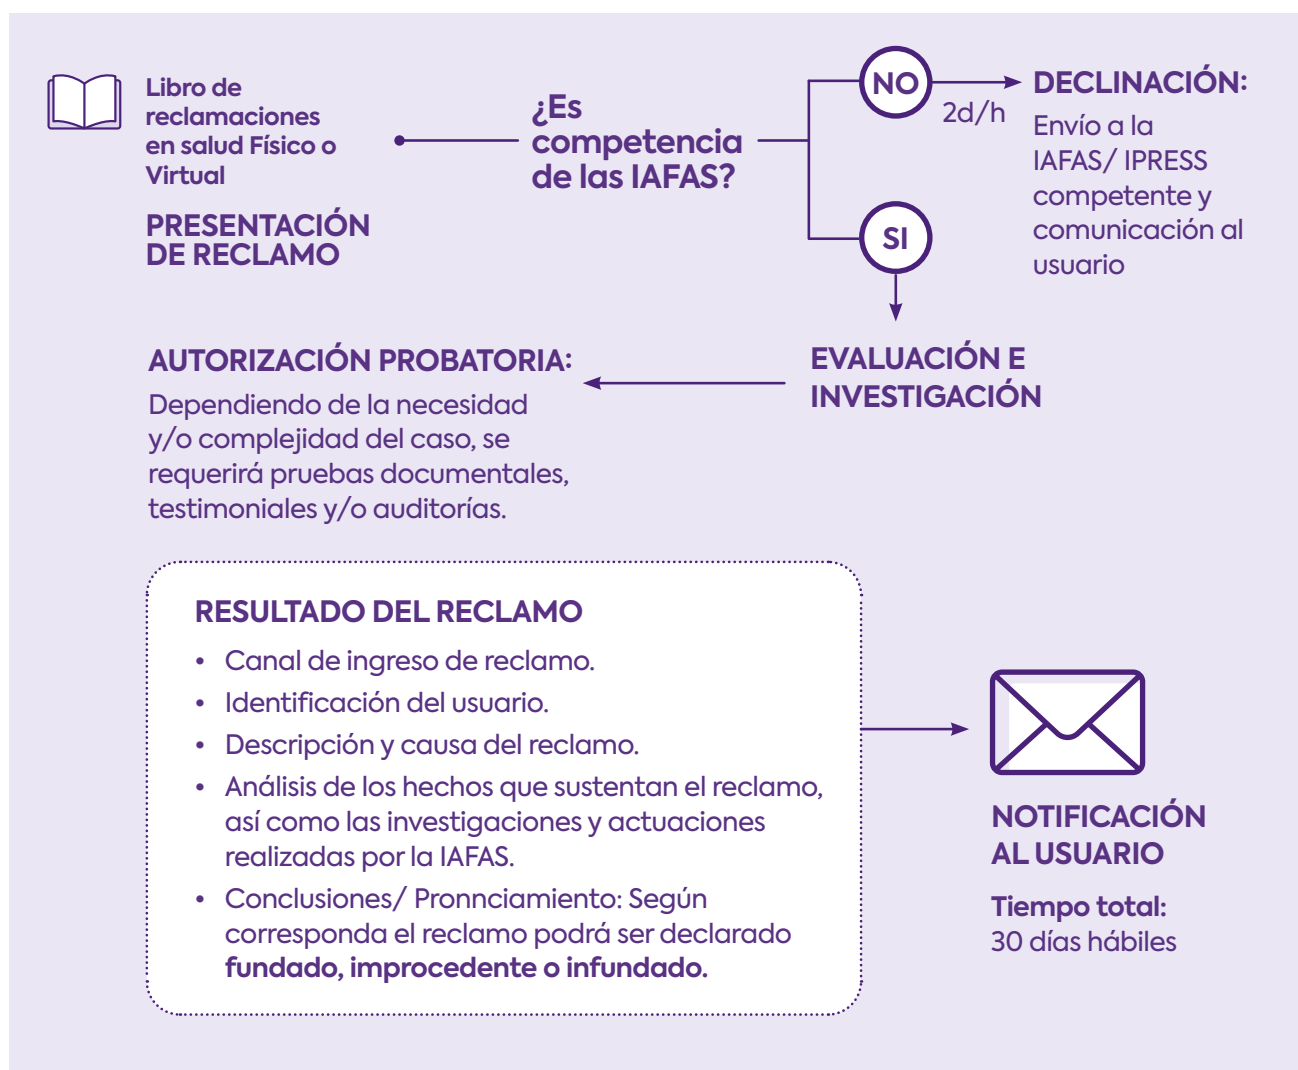 Libro de
reclamaciones
en salud Físico o
Virtual
PRESENTACIÓN
DE RECLAMO
¿Es
competencia
de las IAFAS?
NO
2d/h
DECLINACIÓN:
Envío a la
IAFAS/ IPRESS
competente y
comunicación al
usuario
SI
EVALUACIÓN E
INVESTIGACIÓN
AUTORIZACIÓN PROBATORIA:
Dependiendo de la necesidad
y/o complejidad del caso, se
requerirá pruebas documentales,
testimoniales y/o auditorías.
RESULTADO DEL RECLAMO
• Canal de ingreso de reclamo.
• Identificación del usuario.
• Descripción y causa del reclamo.
• Análisis de los hechos que sustentan el reclamo,
así como las investigaciones y actuaciones
realizadas por la IAFAS.
• Conclusiones/ Pronnciamiento: Según
corresponda el reclamo podrá ser declarado
fundado, improcedente o infundado.
NOTIFICACIÓN
AL USUARIO
Tiempo total:
30 días hábiles